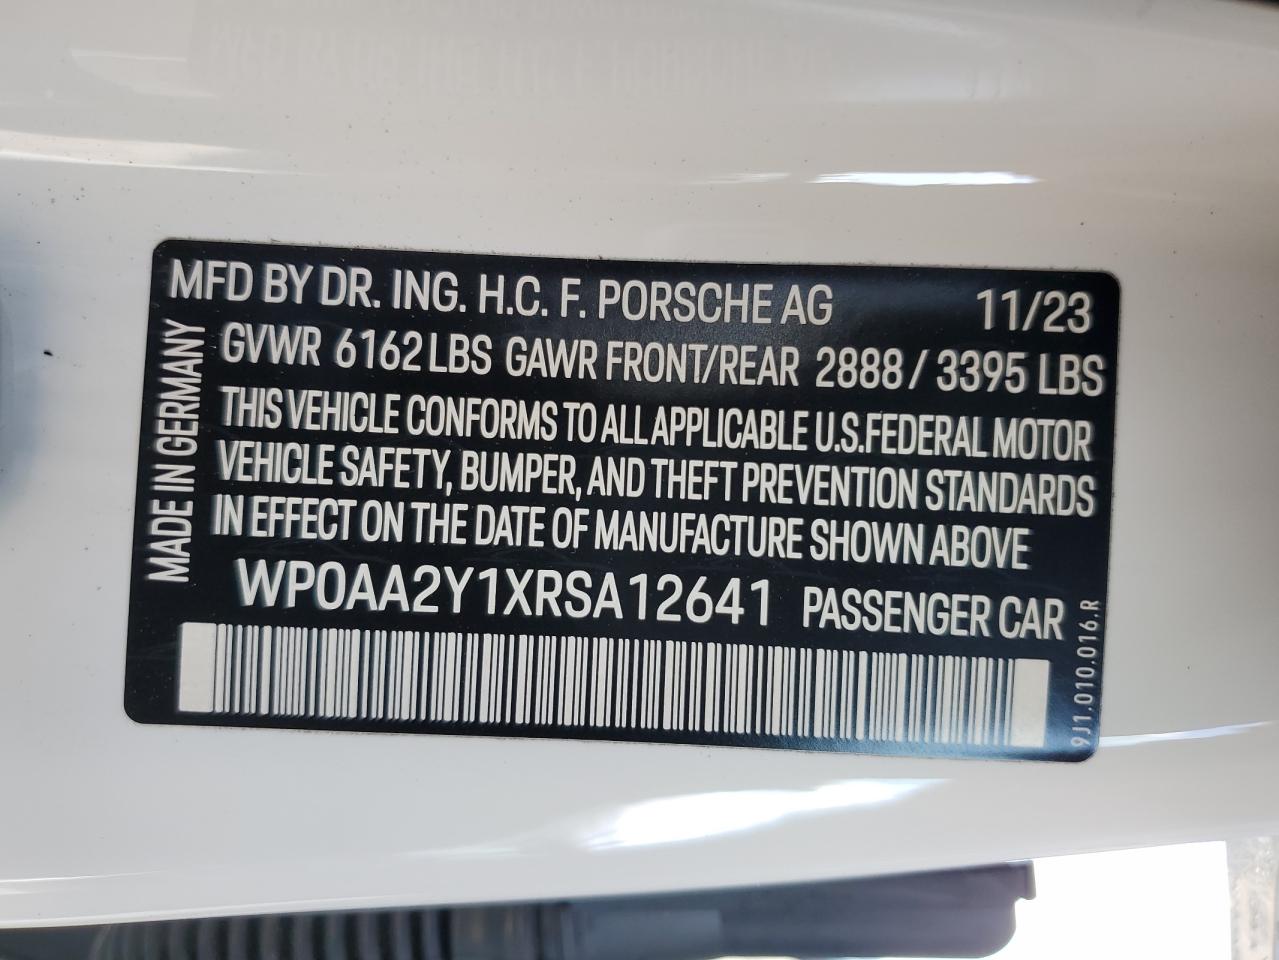 MFD BY DR. ING. H.C. F. PORSCHE AG 11/23
GVWR 6162 LBS GAWR FRONT/REAR 2888 / 3395 LBS
THIS VEHICLE CONFORMS TO ALL APPLICABLE U.S.FEDERAL MOTOR
VEHICLE SAFETY, BUMPER, AND THEFT PREVENTION STANDARDS
IN EFFECT ON THE DATE OF MANUFACTURE SHOWN ABOVE
WP0AA2Y1XRSA12641 PASSENGER CAR
MADE IN GERMANY
9J1.010.016.R